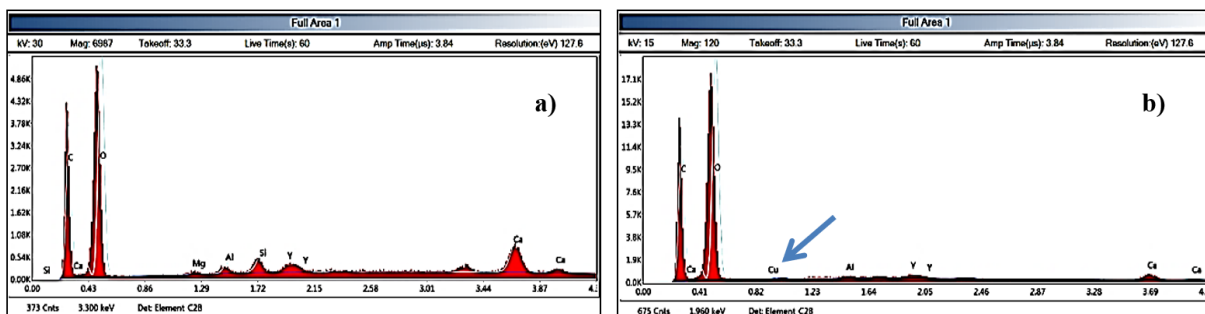 Full Area 1
kV: 30 Mag: 6987 Takeoff: 33.3 Live Time(s): 60 Amp Time(µs): 3.84 Resolution:(eV) 127.6
a)
4.86K
4.32K
3.78K
3.24K
2.70K
2.16K
1.62K
1.08K
0.54K
0.00K
Si C Ca O Mg Al Si Y Y Ca Ca
0.00 0.43 0.86 1.29 1.72 2.15 2.58 3.01 3.44 3.87
373 Cnts 3.300 keV Det: Element C2B
Full Area 1
kV: 15 Mag: 120 Takeoff: 33.3 Live Time(s): 60 Amp Time(µs): 3.84 Resolution:(eV) 127.6
b)
17.1K
15.2K
13.3K
11.4K
9.5K
7.6K
5.7K
3.8K
1.9K
0.0K
C Ca O Cu Al Y Y Ca Ca
0.00 0.41 0.82 1.23 1.64 2.05 2.46 2.87 3.28 3.69
675 Cnts 1.960 keV Det: Element C2B